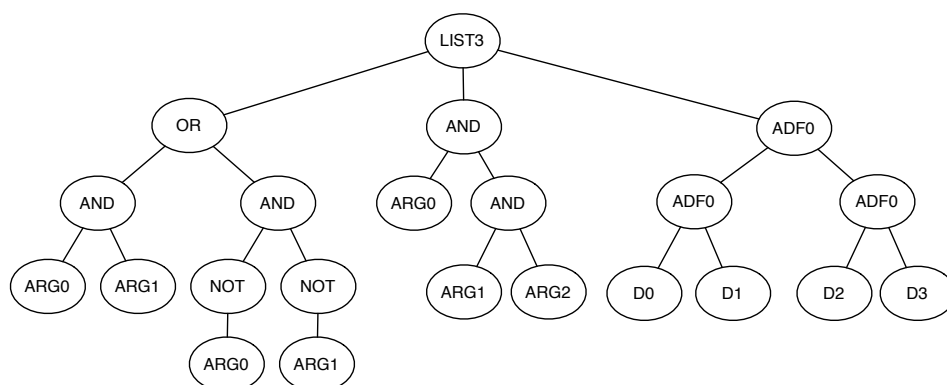 LIST3
OR
AND
ADF0
AND
AND
ARG0
AND
ADF0
ADF0
ARG0
ARG1
NOT
NOT
ARG1
ARG2
D0
D1
D2
D3
ARG0
ARG1